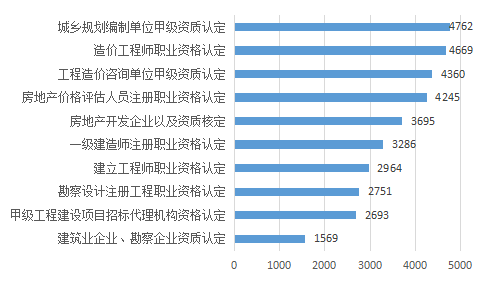 城乡规划编制单位甲级资质认定 4762
造价工程师职业资格认定 4669
工程造价咨询单位甲级资质认定 4360
房地产价格评估人员注册职业资格认定 4245
房地产开发企业以及资质核定 3695
一级建造师注册职业资格认定 3286
建立工程师职业资格认定 2964
勘察设计注册工程职业资格认定 2751
甲级工程建设项目招标代理机构资格认定 2693
建筑业企业、勘察企业资质认定 1569
0 1000 2000 3000 4000 5000